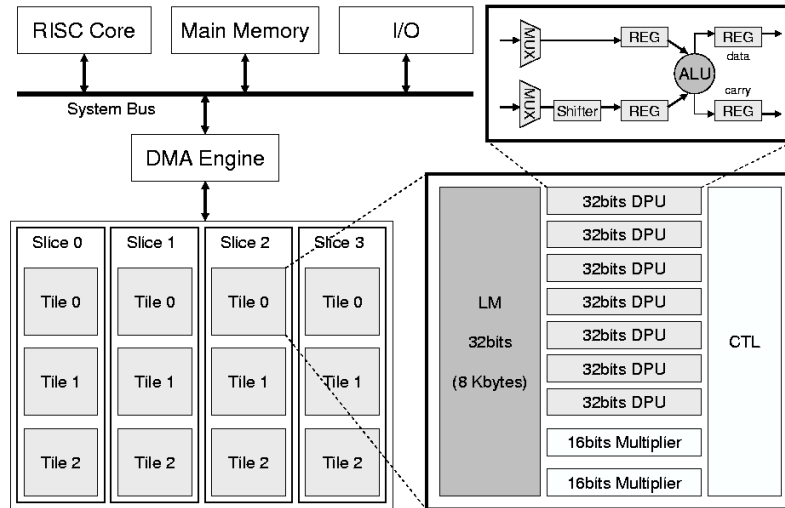 RISC Core
Main Memory
I/O
System Bus
DMA Engine
Slice 0
Slice 1
Slice 2
Slice 3
Tile 0
Tile 0
Tile 0
Tile 0
Tile 1
Tile 1
Tile 1
Tile 1
Tile 2
Tile 2
Tile 2
Tile 2
MUX
REG
REG
data
ALU
MUX
Shifter
REG
carry
REG
LM
32bits
(8 Kbytes)
32bits DPU
32bits DPU
32bits DPU
32bits DPU
32bits DPU
32bits DPU
32bits DPU
16bits Multiplier
16bits Multiplier
CTL